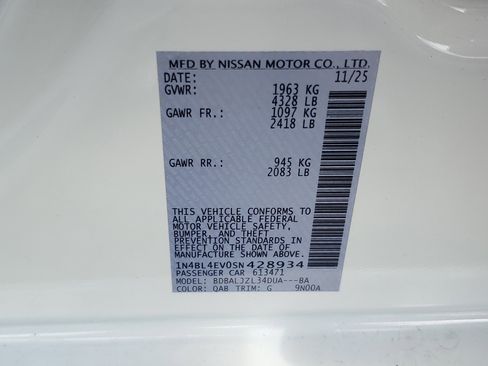 MFD BY NISSAN MOTOR CO., LTD.
DATE: 11/25
GVWR: 1963 KG
4328 LB
GAWR FR.: 1097 KG
2418 LB
GAWR RR.: 945 KG
2083 LB
THIS VEHICLE CONFORMS TO
ALL APPLICABLE FEDERAL
MOTOR VEHICLE SAFETY,
BUMPER, AND THEFT
PREVENTION STANDARDS IN
EFFECT ON THE DATE OF
MANUFACTURE SHOWN ABOVE.
1N4BL4EV0SN428934
PASSENGER CAR 613471
MODEL: BDBALJZL34DUA---8A
COLOR: QAB TRIM: G 9N00A